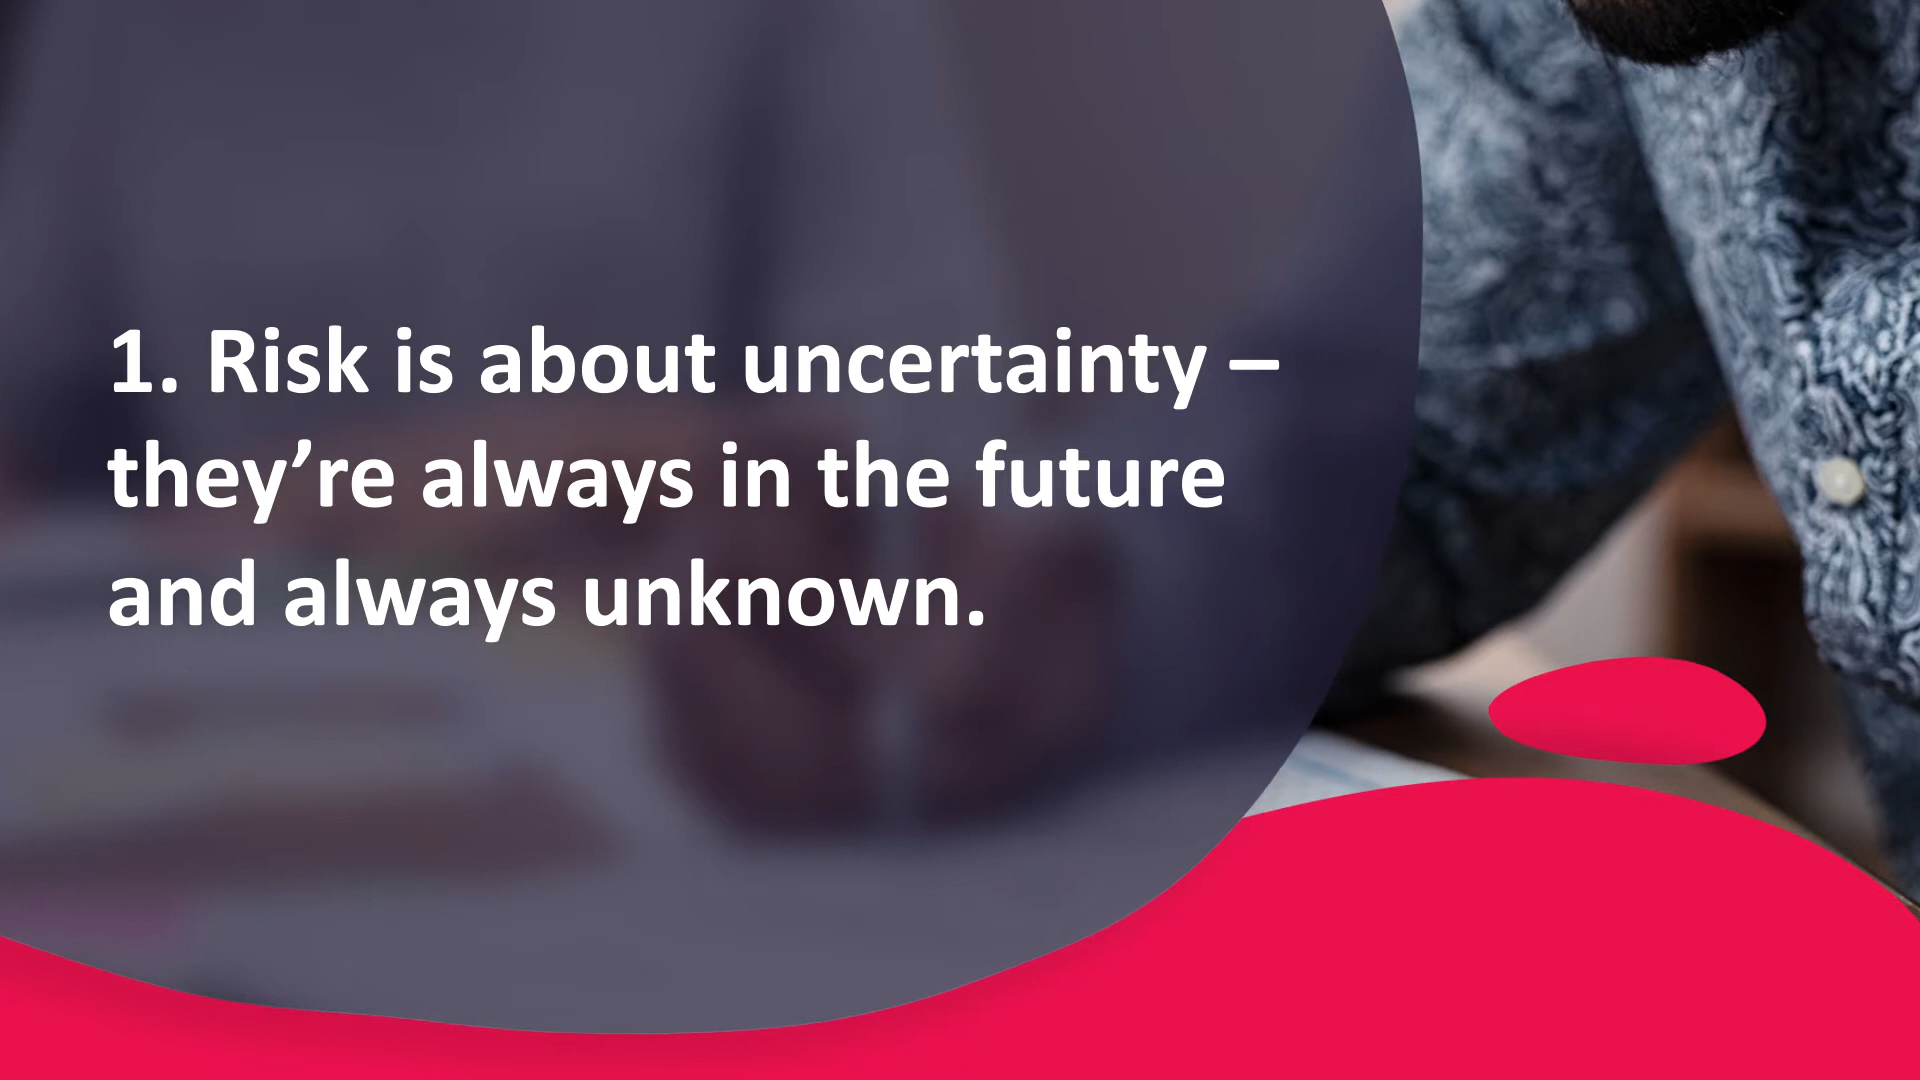 1. Risk is about uncertainty –
they’re always in the future
and always unknown.